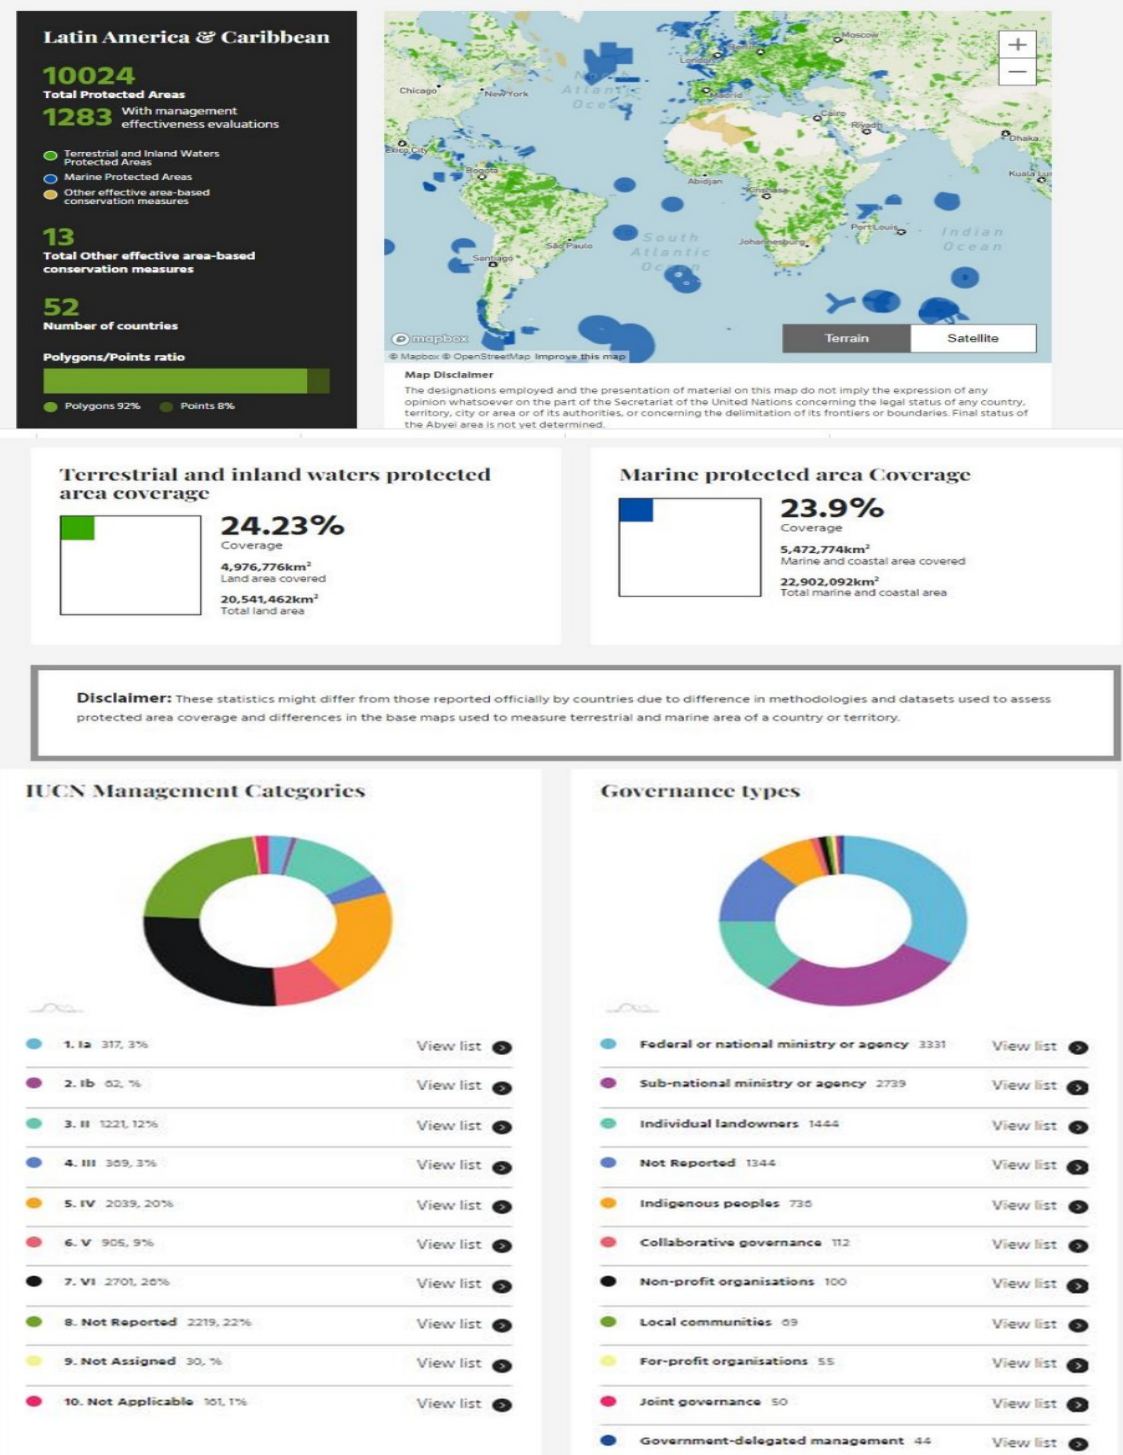 Latin America & Caribbean
10024
Total Protected Areas
1283 With management
effectiveness evaluations
Terrestrial and Inland Waters
Protected Areas
Marine Protected Areas
Other effective area-based
conservation measures
13
Total Other effective area-based
conservation measures
52
Number of countries
Polygons/Points ratio
Polygons 92% Points 8%
Moscow
London
Chicago
New York
Atlantic
Ocean
Madrid
Cairo
Riyadh
Dhaka
Bogota
Abidjan
Kinshasa
Kuala Lu
Port Louis
Indian
Ocean
São Paulo
South
Atlantic
Ocean
Johannesburg
Santiago
+
−
mapbox
Terrain
Satellite
© Mapbox © OpenStreetMap Improve this map
Map Disclaimer
The designations employed and the presentation of material on this map do not imply the expression of any
opinion whatsoever on the part of the Secretariat of the United Nations concerning the legal status of any country,
territory, city or area or of its authorities, or concerning the delimitation of its frontiers or boundaries. Final status of
the Abyei area is not yet determined.
Terrestrial and inland waters protected
area coverage
24.23%
Coverage
4,976,776km²
Land area covered
20,541,462km²
Total land area
Marine protected area Coverage
23.9%
Coverage
5,472,774km²
Marine and coastal area covered
22,902,092km²
Total marine and coastal area
Disclaimer: These statistics might differ from those reported officially by countries due to difference in methodologies and datasets used to assess
protected area coverage and differences in the base maps used to measure terrestrial and marine area of a country or territory.
IUCN Management Categories
1. Ia 317, 3% View list
2. Ib 62, % View list
3. II 1221, 12% View list
4. III 369, 3% View list
5. IV 2039, 20% View list
6. V 905, 9% View list
7. VI 2701, 26% View list
8. Not Reported 2219, 22% View list
9. Not Assigned 30, % View list
10. Not Applicable 161, 1% View list
Governance types
Federal or national ministry or agency 3331 View list
Sub-national ministry or agency 2739 View list
Individual landowners 1444 View list
Not Reported 1344 View list
Indigenous peoples 736 View list
Collaborative governance 112 View list
Non-profit organisations 100 View list
Local communities 69 View list
For-profit organisations 55 View list
Joint governance 50 View list
Government-delegated management 44 View list